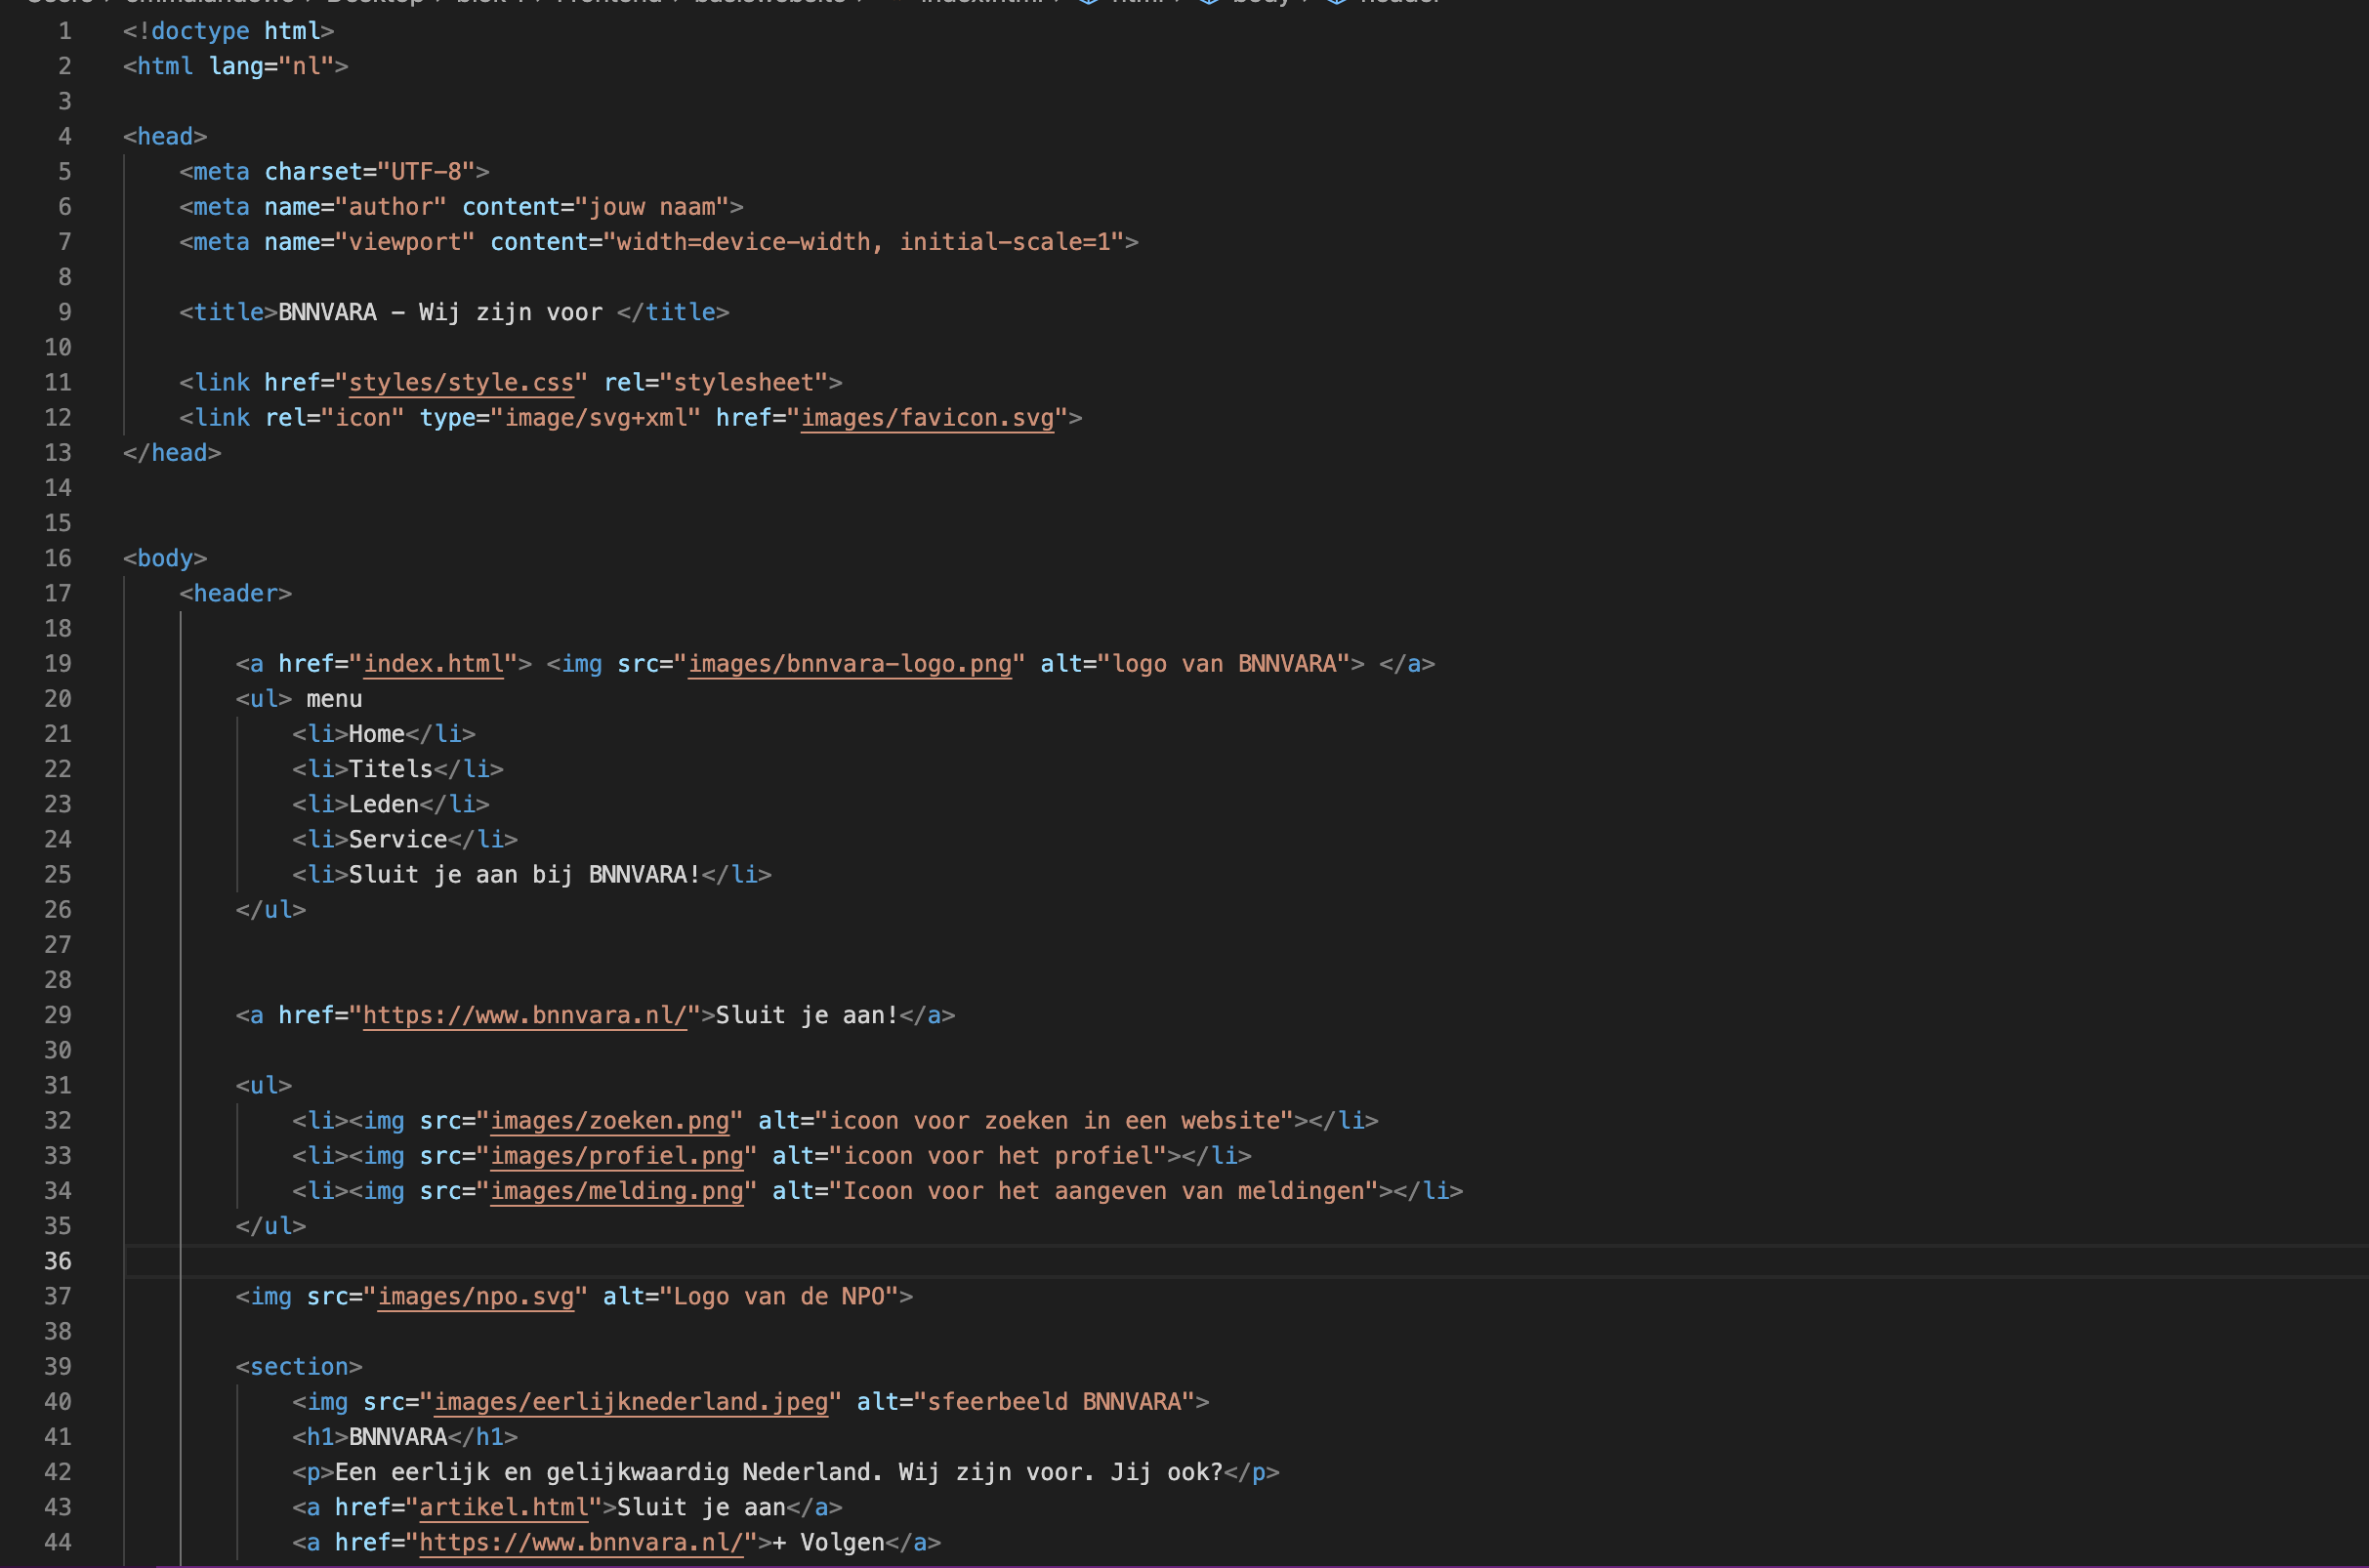 1 <!doctype html>
2 <html lang="nl">
3
4 <head>
5 <meta charset="UTF-8">
6 <meta name="author" content="jouw naam">
7 <meta name="viewport" content="width=device-width, initial-scale=1">
8
9 <title>BNNVARA - Wij zijn voor </title>
10
11 <link href="styles/style.css" rel="stylesheet">
12 <link rel="icon" type="image/svg+xml" href="images/favicon.svg">
13 </head>
14
15
16 <body>
17 <header>
18
19 <a href="index.html"> <img src="images/bnnvara-logo.png" alt="logo van BNNVARA"> </a>
20 <ul> menu
21 <li>Home</li>
22 <li>Titels</li>
23 <li>Leden</li>
24 <li>Service</li>
25 <li>Sluit je aan bij BNNVARA!</li>
26 </ul>
27
28
29 <a href="https://www.bnnvara.nl/">Sluit je aan!</a>
30
31 <ul>
32 <li><img src="images/zoeken.png" alt="icoon voor zoeken in een website"></li>
33 <li><img src="images/profiel.png" alt="icoon voor het profiel"></li>
34 <li><img src="images/melding.png" alt="Icoon voor het aangeven van meldingen"></li>
35 </ul>
36
37 <img src="images/npo.svg" alt="Logo van de NPO">
38
39 <section>
40 <img src="images/eerlijknederland.jpeg" alt="sfeerbeeld BNNVARA">
41 <h1>BNNVARA</h1>
42 <p>Een eerlijk en gelijkwaardig Nederland. Wij zijn voor. Jij ook?</p>
43 <a href="artikel.html">Sluit je aan</a>
44 <a href="https://www.bnnvara.nl/">+ Volgen</a>